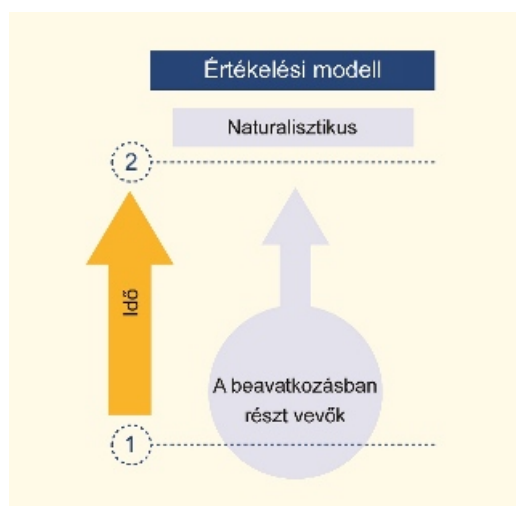 Értékelési modell
Naturalisztikus
2
Idő
A beavatkozásban
részt vevők
1